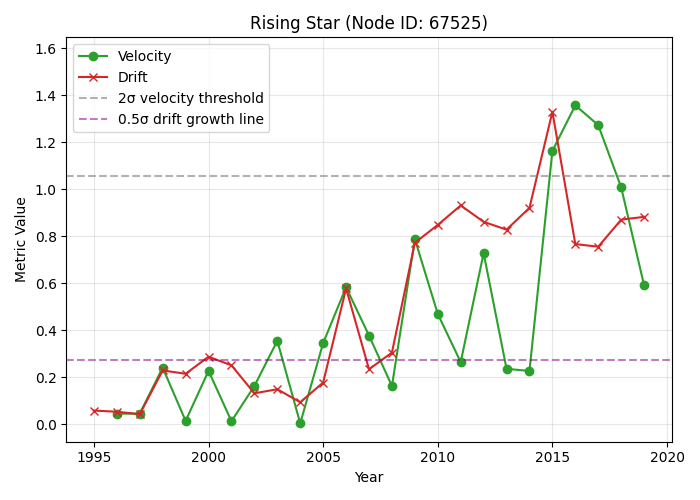 Rising Star (Node ID: 67525)
Velocity
Drift
2σ velocity threshold
0.5σ drift growth line
1.6
1.4
1.2
1.0
0.8
0.6
0.4
0.2
0.0
Metric Value
1995
2000
2005
2010
2015
2020
Year